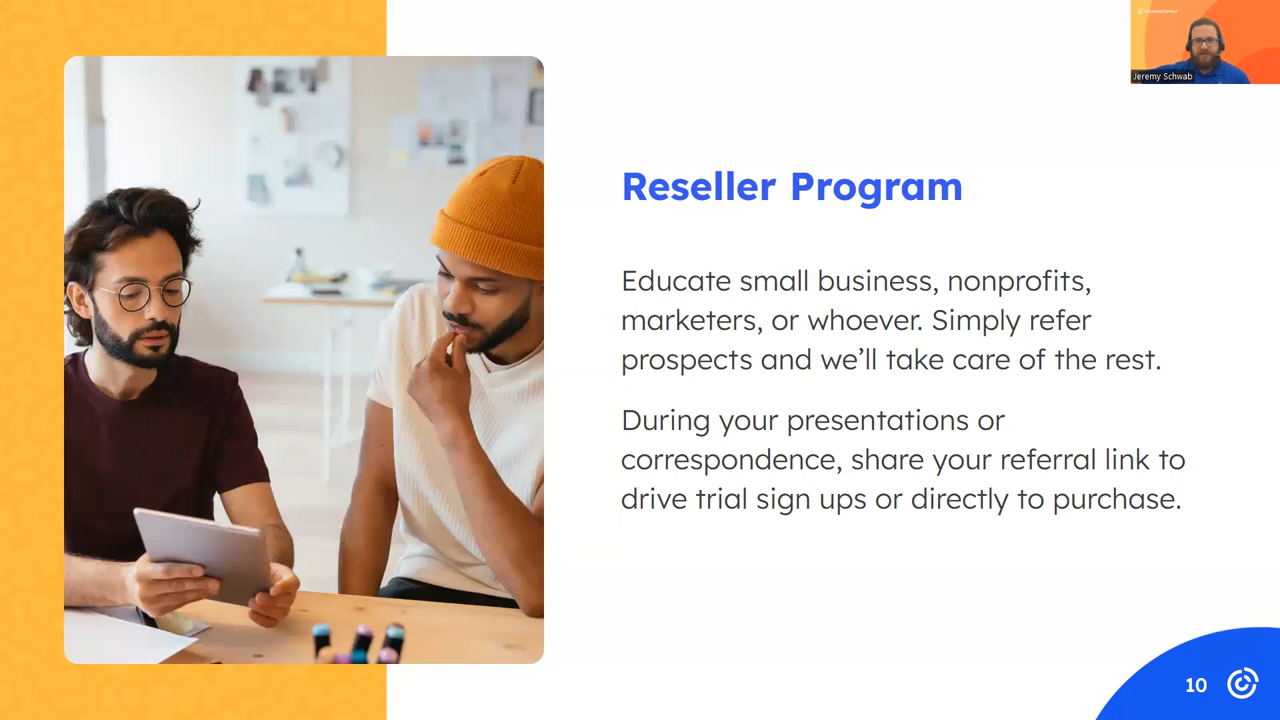 Jeremy Schwab
Reseller Program
Educate small business, nonprofits,
marketers, or whoever. Simply refer
prospects and we’ll take care of the rest.
During your presentations or
correspondence, share your referral link to
drive trial sign ups or directly to purchase.
10